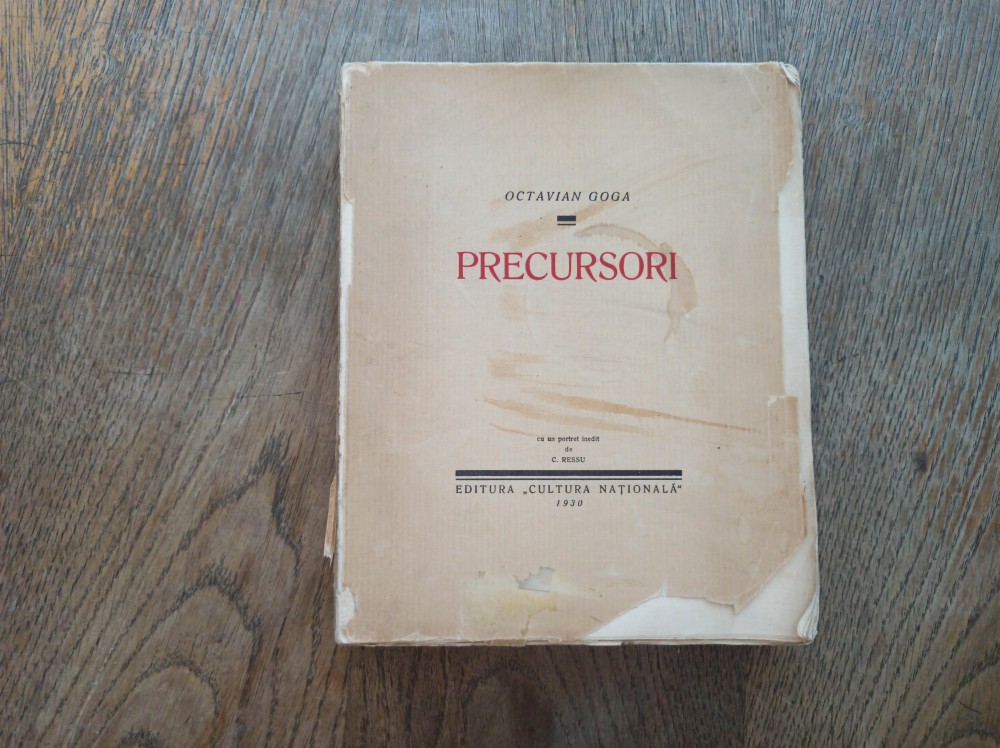 OCTAVIAN GOGA
PRECURSORI
cu un portret inedit
de
C. RESSU
EDITURA „CULTURA NAȚIONALĂ“
1930